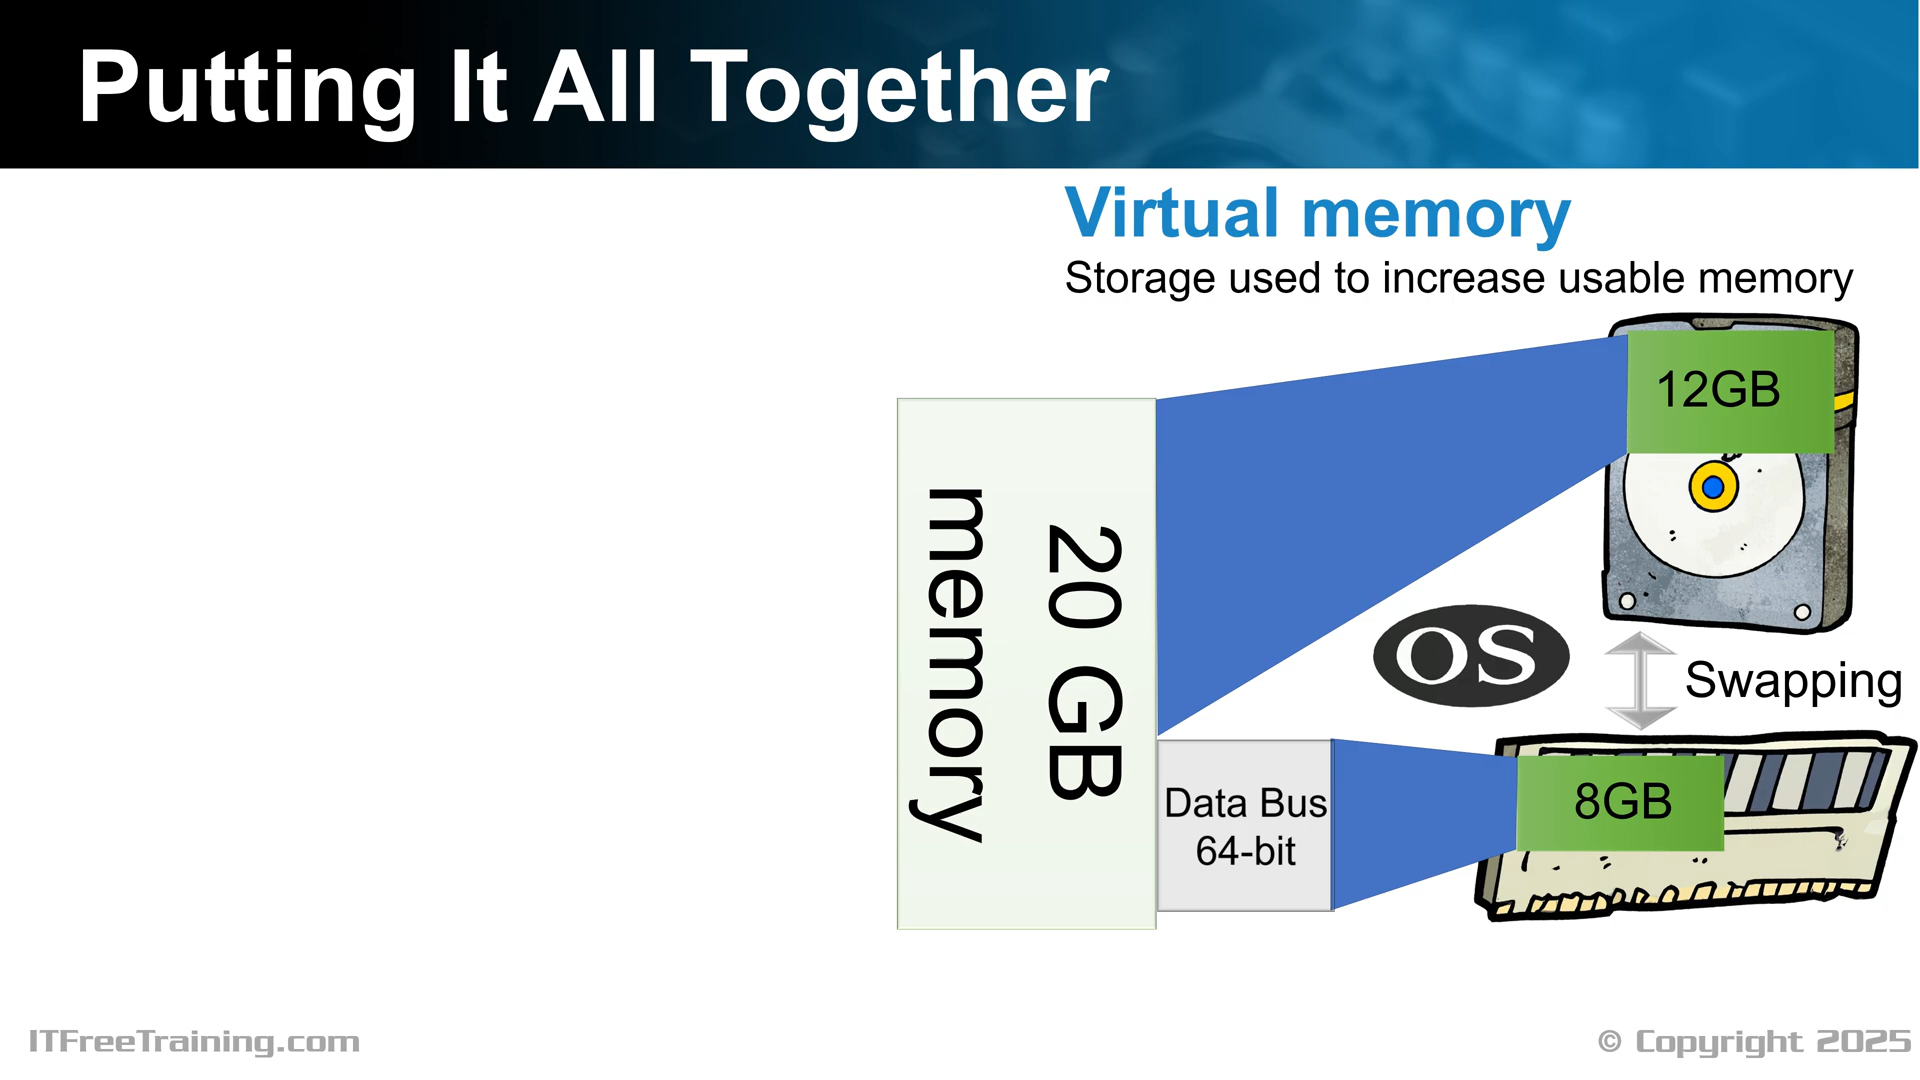 Putting It All Together
Virtual memory
Storage used to increase usable memory
12GB
20 GB
memory
OS
Swapping
Data Bus
64-bit
8GB
ITFreeTraining.com
© Copyright 2025